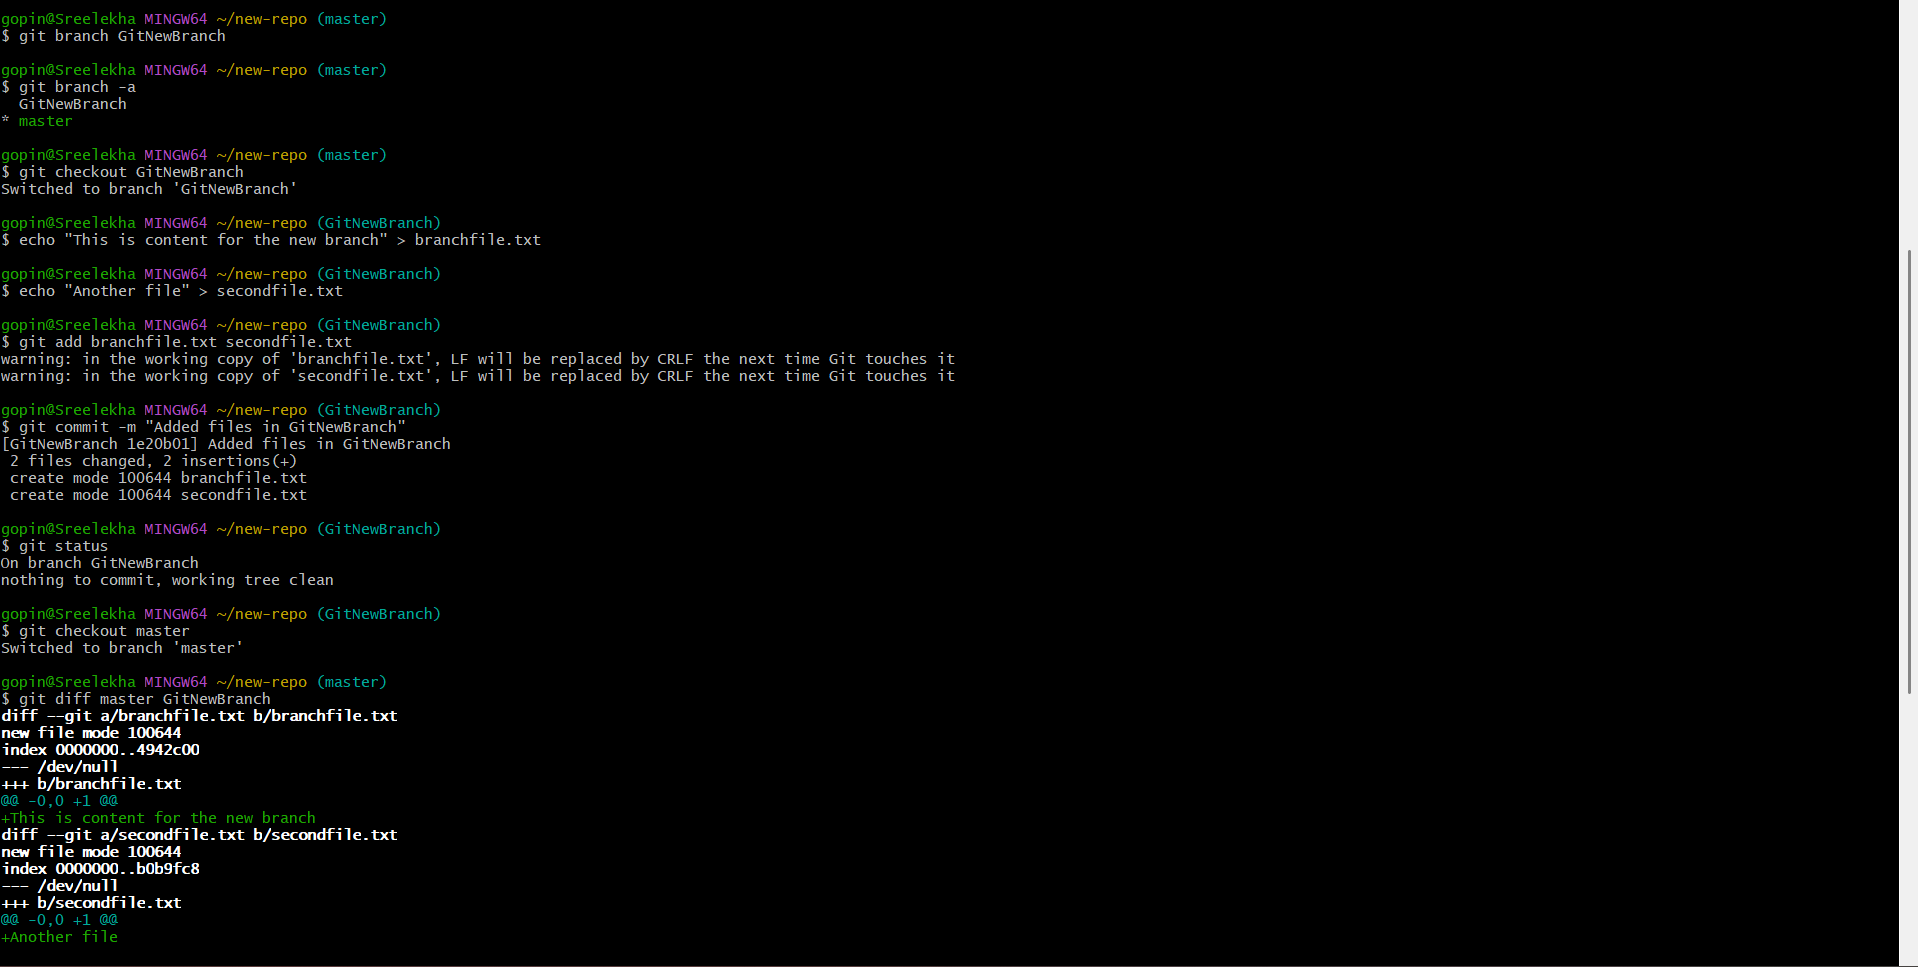 gopin@Sreelekha MINGW64 ~/new-repo (master)
$ git branch GitNewBranch
gopin@Sreelekha MINGW64 ~/new-repo (master)
$ git branch -a
  GitNewBranch
* master
gopin@Sreelekha MINGW64 ~/new-repo (master)
$ git checkout GitNewBranch
Switched to branch 'GitNewBranch'
gopin@Sreelekha MINGW64 ~/new-repo (GitNewBranch)
$ echo "This is content for the new branch" > branchfile.txt
gopin@Sreelekha MINGW64 ~/new-repo (GitNewBranch)
$ echo "Another file" > secondfile.txt
gopin@Sreelekha MINGW64 ~/new-repo (GitNewBranch)
$ git add branchfile.txt secondfile.txt
warning: in the working copy of 'branchfile.txt', LF will be replaced by CRLF the next time Git touches it
warning: in the working copy of 'secondfile.txt', LF will be replaced by CRLF the next time Git touches it
gopin@Sreelekha MINGW64 ~/new-repo (GitNewBranch)
$ git commit -m "Added files in GitNewBranch"
[GitNewBranch 1e20b01] Added files in GitNewBranch
 2 files changed, 2 insertions(+)
 create mode 100644 branchfile.txt
 create mode 100644 secondfile.txt
gopin@Sreelekha MINGW64 ~/new-repo (GitNewBranch)
$ git status
On branch GitNewBranch
nothing to commit, working tree clean
gopin@Sreelekha MINGW64 ~/new-repo (GitNewBranch)
$ git checkout master
Switched to branch 'master'
gopin@Sreelekha MINGW64 ~/new-repo (master)
$ git diff master GitNewBranch
diff --git a/branchfile.txt b/branchfile.txt
new file mode 100644
index 0000000..4942c00
--- /dev/null
+++ b/branchfile.txt
@@ -0,0 +1 @@
+This is content for the new branch
diff --git a/secondfile.txt b/secondfile.txt
new file mode 100644
index 0000000..b0b9fc8
--- /dev/null
+++ b/secondfile.txt
@@ -0,0 +1 @@
+Another file